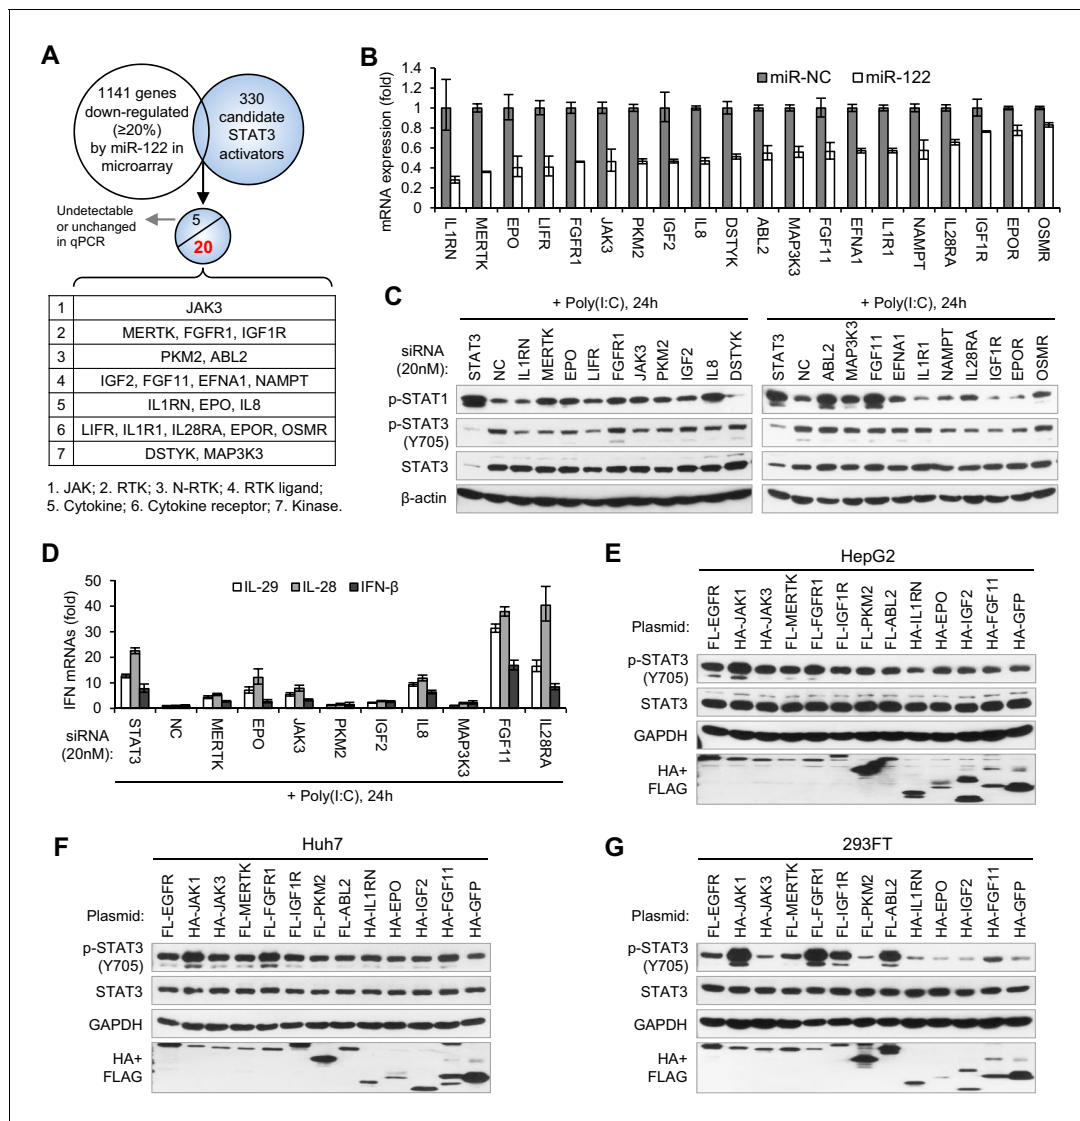 A
1141 genes
down-regulated
(≥20%)
by miR-122 in
microarray
330
candidate
STAT3
activators
Undetectable
or unchanged
in qPCR
5
20
1 JAK3
2 MERTK, FGFR1, IGF1R
3 PKM2, ABL2
4 IGF2, FGF11, EFNA1, NAMPT
5 IL1RN, EPO, IL8
6 LIFR, IL1R1, IL28RA, EPOR, OSMR
7 DSTYK, MAP3K3
1. JAK; 2. RTK; 3. N-RTK; 4. RTK ligand;
5. Cytokine; 6. Cytokine receptor; 7. Kinase.
B
mRNA expression (fold)
1.4
1.2
1
0.8
0.6
0.4
0.2
0
miR-NC miR-122
IL1RN MERTK EPO LIFR FGFR1 JAK3 PKM2 IGF2 IL8 DSTYK ABL2 MAP3K3 FGF11 EFNA1 IL1R1 NAMPT IL28RA IGF1R EPOR OSMR
C
+ Poly(I:C), 24h + Poly(I:C), 24h
siRNA
(20nM):
STAT3 NC IL1RN MERTK EPO LIFR FGFR1 JAK3 PKM2 IGF2 IL8 DSTYK
STAT3 NC ABL2 MAP3K3 FGF11 EFNA1 IL1R1 NAMPT IL28RA IGF1R EPOR OSMR
p-STAT1
p-STAT3
(Y705)
STAT3
β-actin
D
IFN mRNAs (fold)
50
40
30
20
10
0
IL-29 IL-28 IFN-β
siRNA
(20nM):
STAT3 NC MERTK EPO JAK3 PKM2 IGF2 IL8 MAP3K3 FGF11 IL28RA
+ Poly(I:C), 24h
E
HepG2
Plasmid:
FL-EGFR HA-JAK1 HA-JAK3 FL-MERTK FL-FGFR1 FL-IGF1R FL-PKM2 FL-ABL2 HA-IL1RN HA-EPO HA-IGF2 HA-FGF11 HA-GFP
p-STAT3
(Y705)
STAT3
GAPDH
HA+
FLAG
F
Huh7
Plasmid:
FL-EGFR HA-JAK1 HA-JAK3 FL-MERTK FL-FGFR1 FL-IGF1R FL-PKM2 FL-ABL2 HA-IL1RN HA-EPO HA-IGF2 HA-FGF11 HA-GFP
p-STAT3
(Y705)
STAT3
GAPDH
HA+
FLAG
G
293FT
Plasmid:
FL-EGFR HA-JAK1 HA-JAK3 FL-MERTK FL-FGFR1 FL-IGF1R FL-PKM2 FL-ABL2 HA-IL1RN HA-EPO HA-IGF2 HA-FGF11 HA-GFP
p-STAT3
(Y705)
STAT3
GAPDH
HA+
FLAG